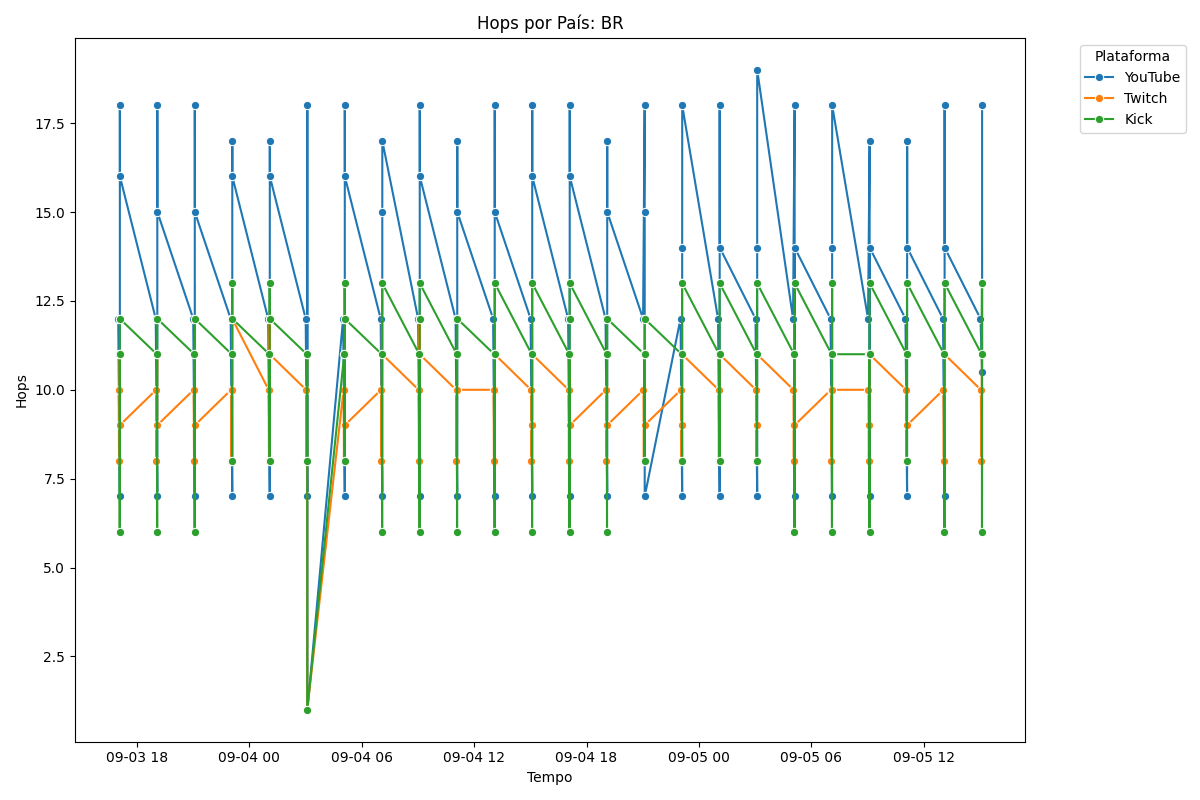 Hops por País: BR
Plataforma
YouTube
Twitch
Kick
Hops
17.5
15.0
12.5
10.0
7.5
5.0
2.5
09-03 18
09-04 00
09-04 06
09-04 12
09-04 18
09-05 00
09-05 06
09-05 12
Tempo